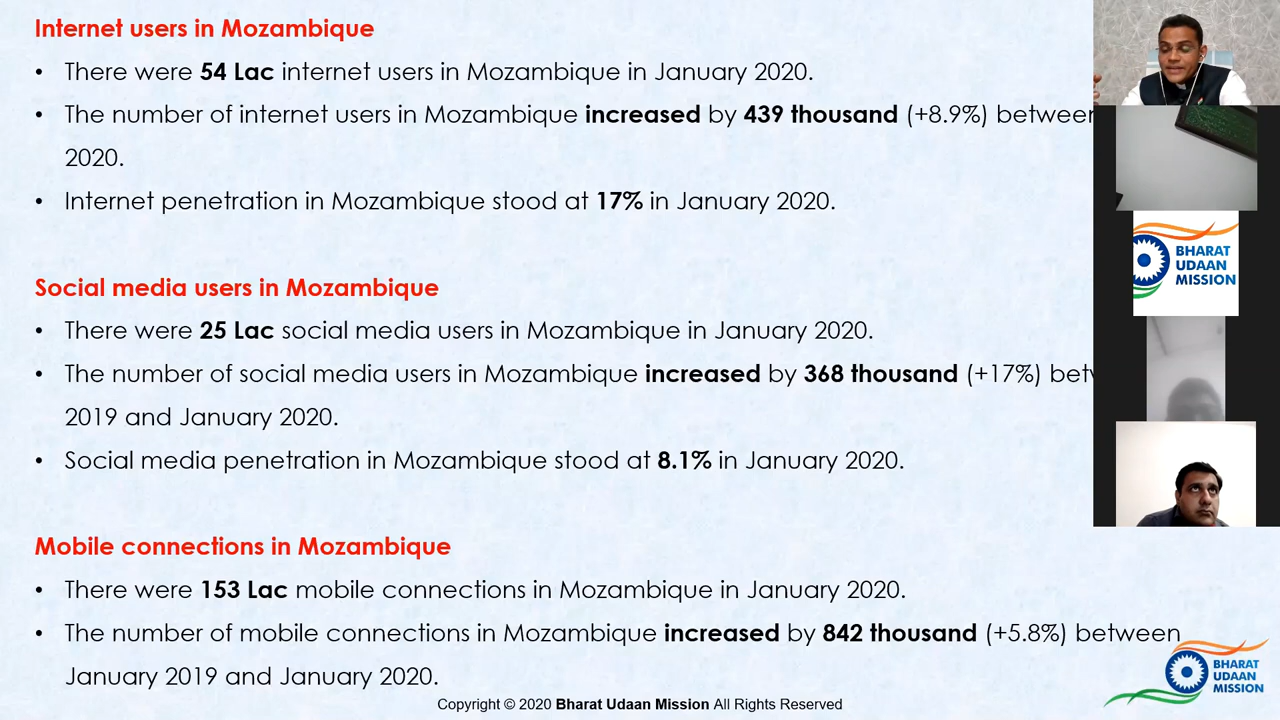 Internet users in Mozambique
• There were 54 Lac internet users in Mozambique in January 2020.
• The number of internet users in Mozambique increased by 439 thousand (+8.9%) between
2020.
• Internet penetration in Mozambique stood at 17% in January 2020.
Social media users in Mozambique
• There were 25 Lac social media users in Mozambique in January 2020.
• The number of social media users in Mozambique increased by 368 thousand (+17%)
2019 and January 2020.
• Social media penetration in Mozambique stood at 8.1% in January 2020.
Mobile connections in Mozambique
• There were 153 Lac mobile connections in Mozambique in January 2020.
• The number of mobile connections in Mozambique increased by 842 thousand (+5.8%) between
January 2019 and January 2020.
Copyright © 2020 Bharat Udaan Mission All Rights Reserved
BHARAT
UDAAN
MISSION
BHARAT
UDAAN
MISSION